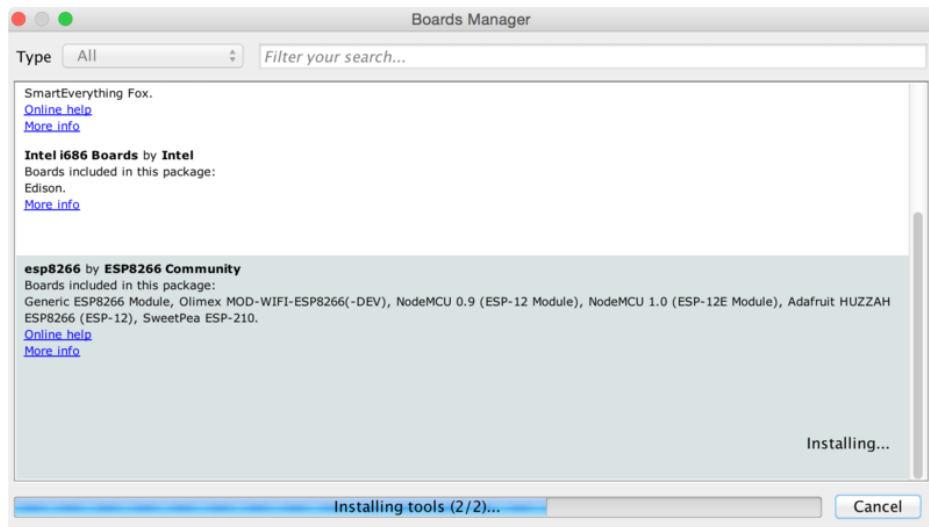 Boards Manager
Type All Filter your search...
SmartEverything Fox.
Online help
More info
Intel i686 Boards by Intel
Boards included in this package:
Edison.
More info
esp8266 by ESP8266 Community
Boards included in this package:
Generic ESP8266 Module, Olimex MOD-WIFI-ESP8266(-DEV), NodeMCU 0.9 (ESP-12 Module), NodeMCU 1.0 (ESP-12E Module), Adafruit HUZZAH
ESP8266 (ESP-12), SweetPea ESP-210.
Online help
More info
Installing...
Installing tools (2/2)... Cancel